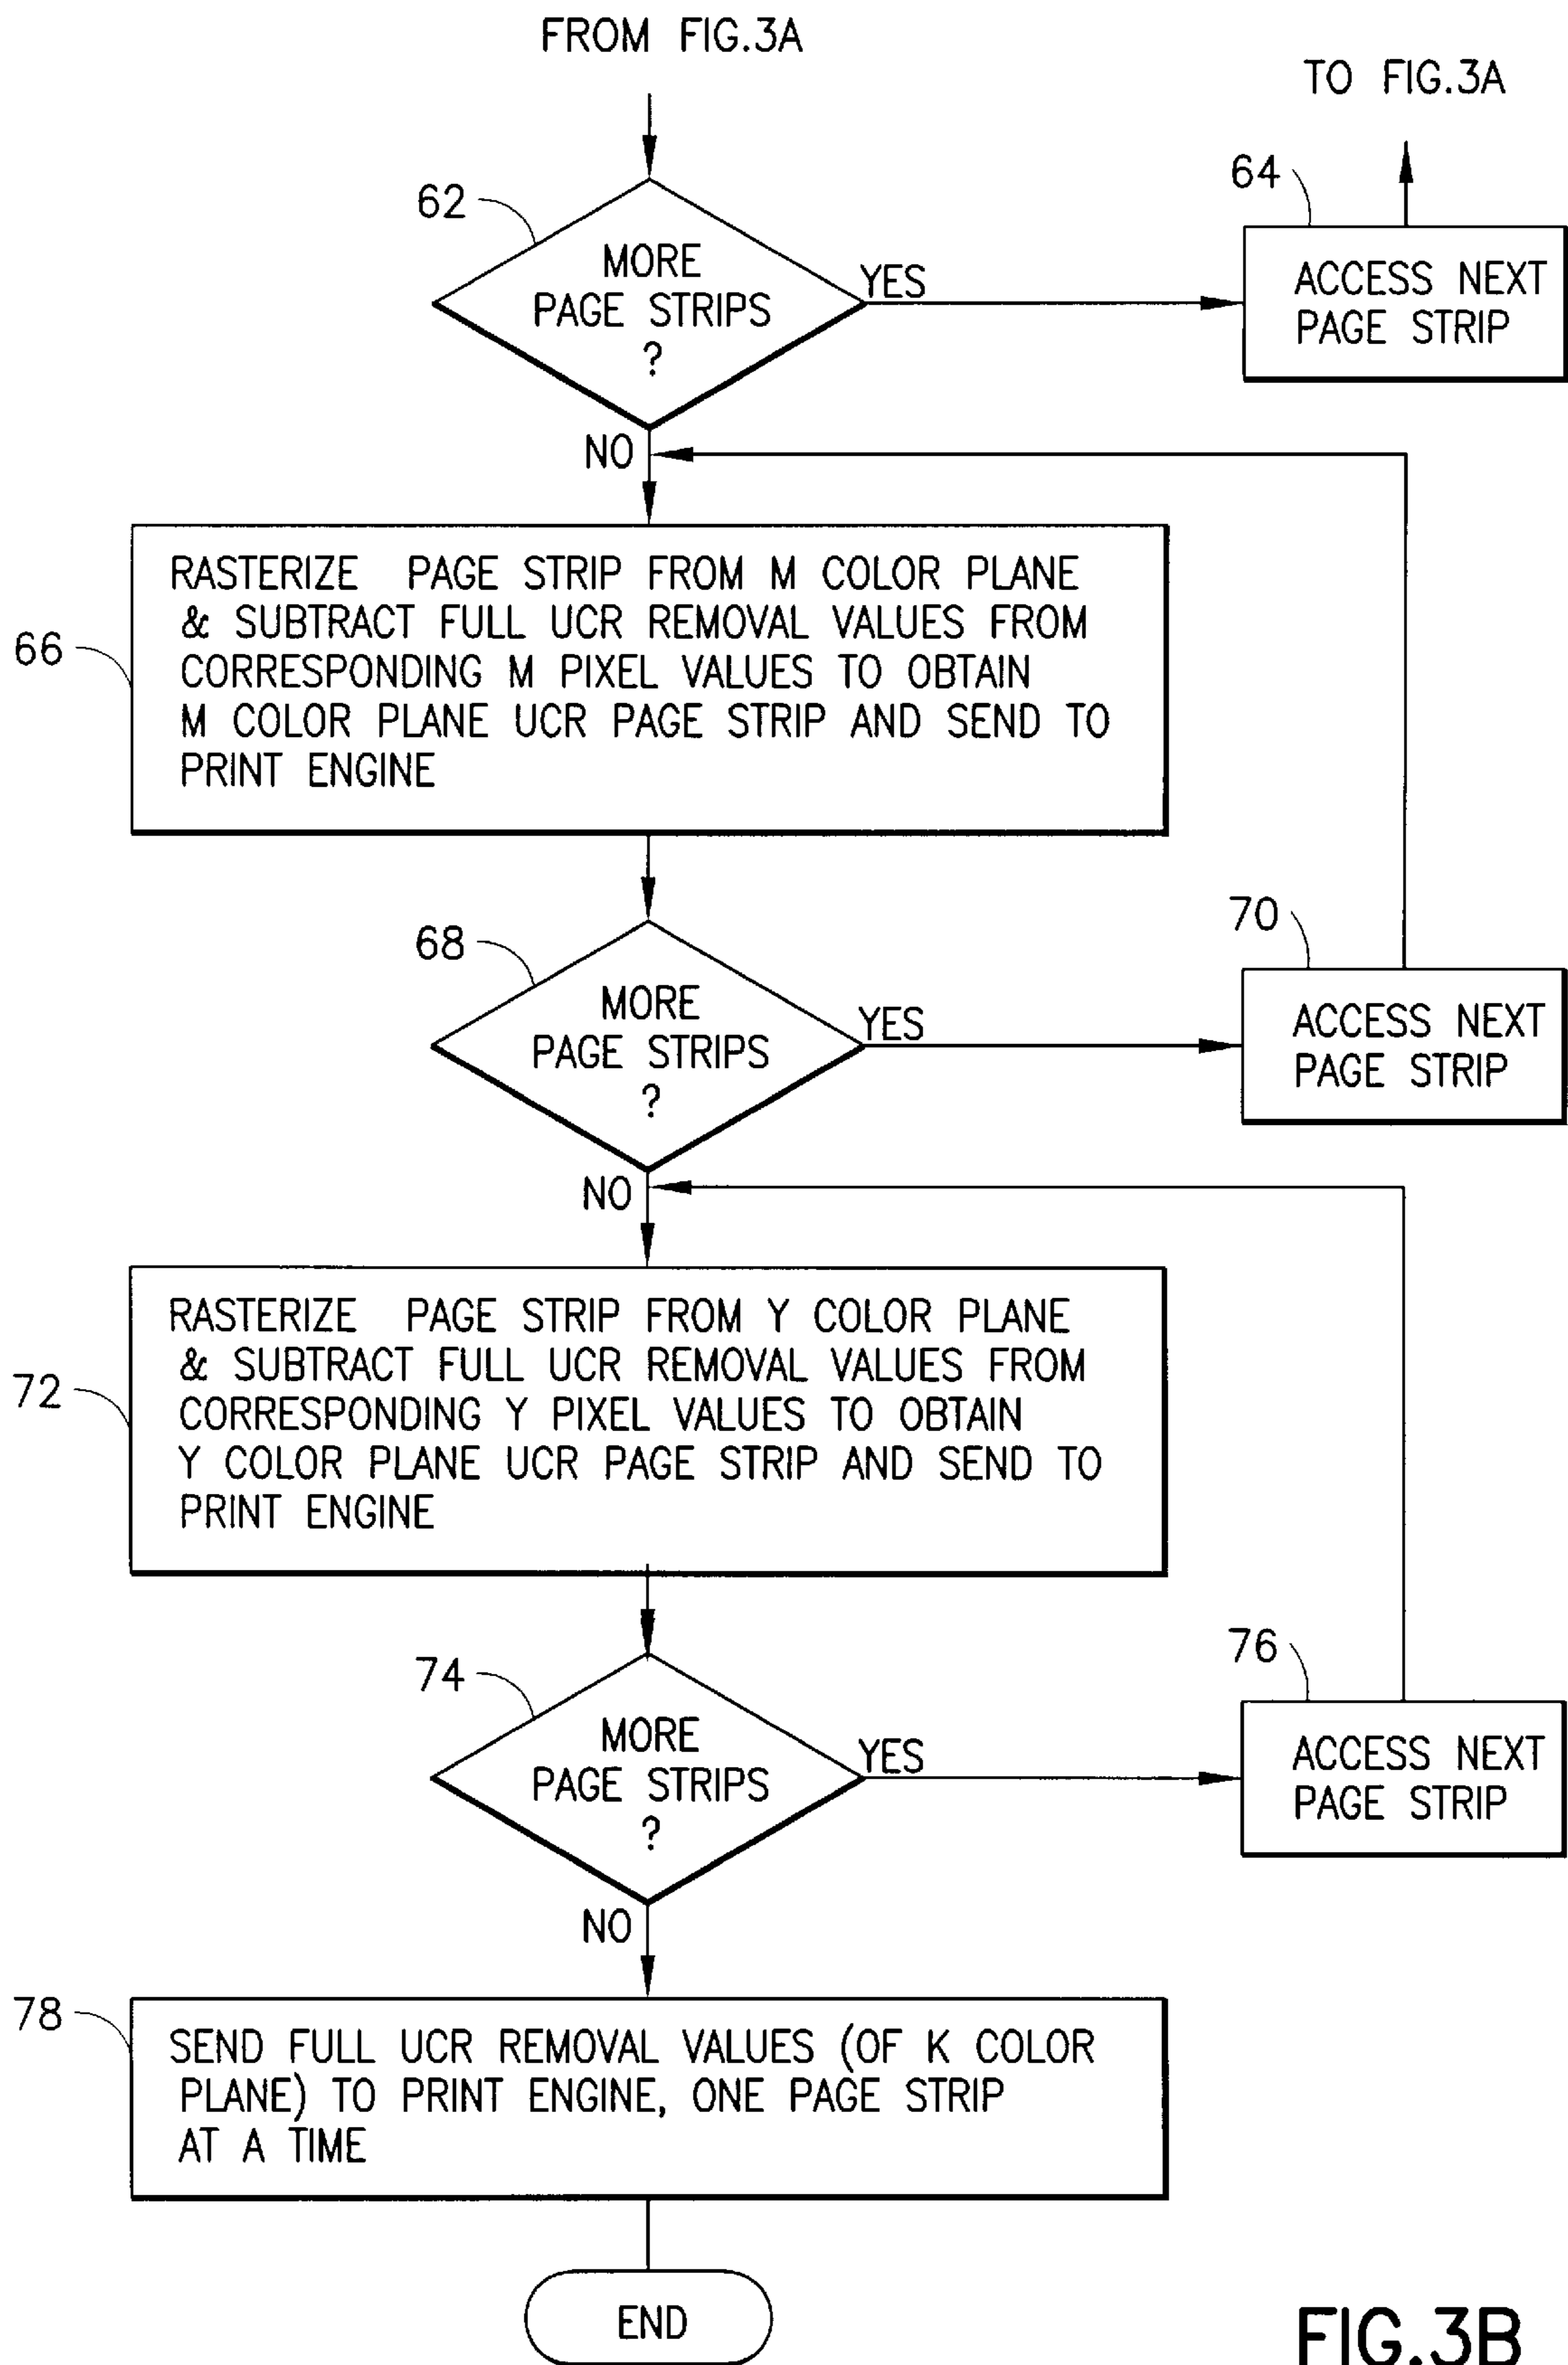 FROM FIG.3A
TO FIG.3A
62
MORE
PAGE STRIPS
?
YES
64
ACCESS NEXT
PAGE STRIP
NO
66
RASTERIZE PAGE STRIP FROM M COLOR PLANE
& SUBTRACT FULL UCR REMOVAL VALUES FROM
CORRESPONDING M PIXEL VALUES TO OBTAIN
M COLOR PLANE UCR PAGE STRIP AND SEND TO
PRINT ENGINE
68
MORE
PAGE STRIPS
?
YES
70
ACCESS NEXT
PAGE STRIP
NO
72
RASTERIZE PAGE STRIP FROM Y COLOR PLANE
& SUBTRACT FULL UCR REMOVAL VALUES FROM
CORRESPONDING Y PIXEL VALUES TO OBTAIN
Y COLOR PLANE UCR PAGE STRIP AND SEND TO
PRINT ENGINE
74
MORE
PAGE STRIPS
?
YES
76
ACCESS NEXT
PAGE STRIP
NO
78
SEND FULL UCR REMOVAL VALUES (OF K COLOR
PLANE) TO PRINT ENGINE, ONE PAGE STRIP
AT A TIME
END
FIG.3B